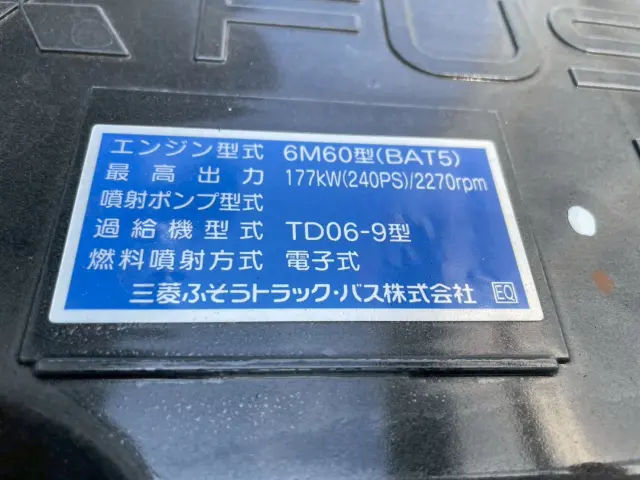 FUS
エンジン型式 6M60型(BAT5)
最高出力 177kW(240PS)/2270rpm
噴射ポンプ型式
過給機型式 TD06-9型
燃料噴射方式 電子式
三菱ふそうトラック・バス株式会社 EQ